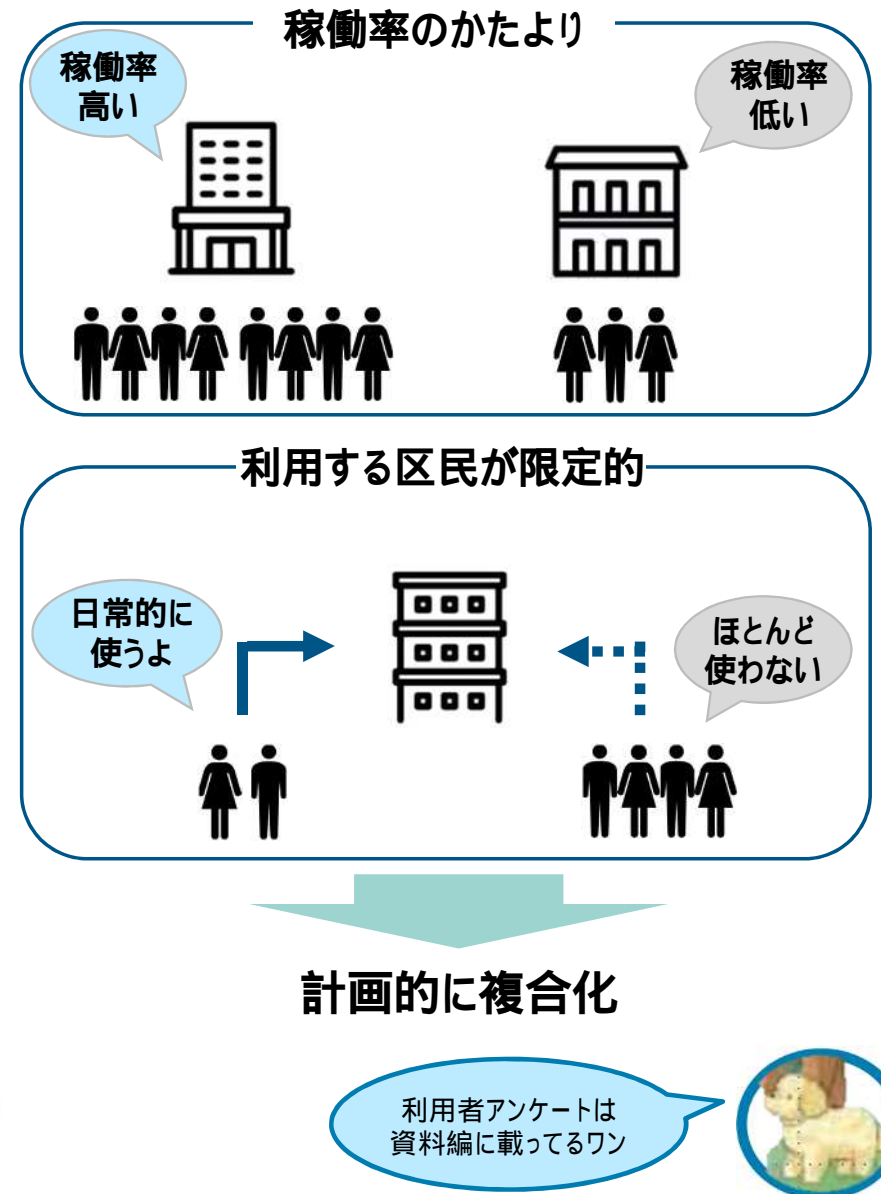 稼働率のかたより
稼働率
高い
稼働率
低い
利用する区民が限定的
日常的に
使うよ
ほとんど
使わない
計画的に複合化
利用者アンケートは
資料編に載ってるワン